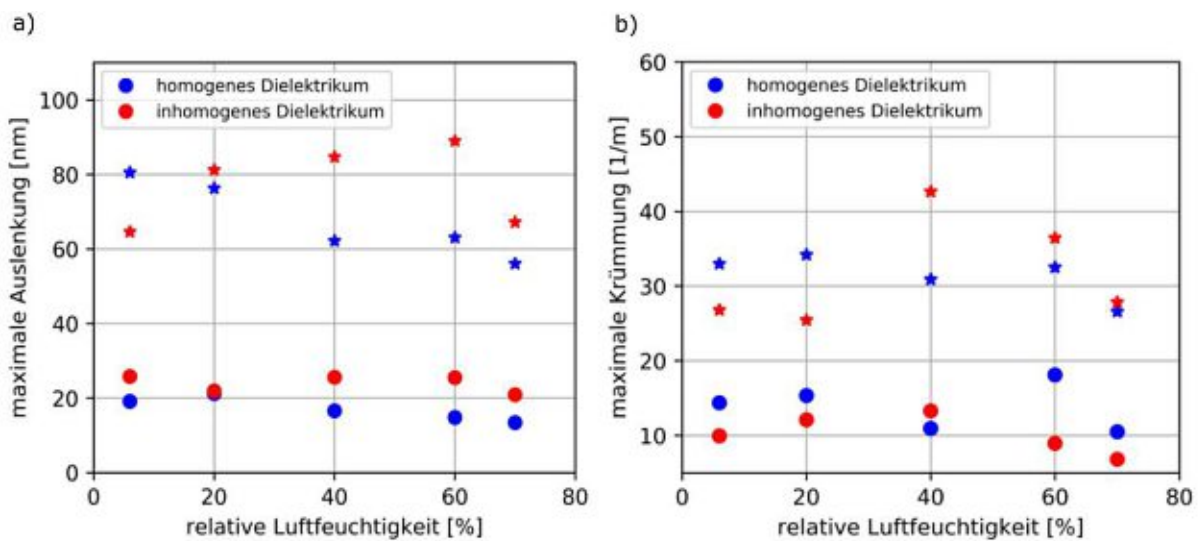 a)
maximale Auslenkung [nm]
100
80
60
40
20
0
homogenes Dielektrikum
inhomogenes Dielektrikum
0 20 40 60 80
relative Luftfeuchtigkeit [%]
b)
maximale Krümmung [1/m]
60
50
40
30
20
10
homogenes Dielektrikum
inhomogenes Dielektrikum
0 20 40 60 80
relative Luftfeuchtigkeit [%]